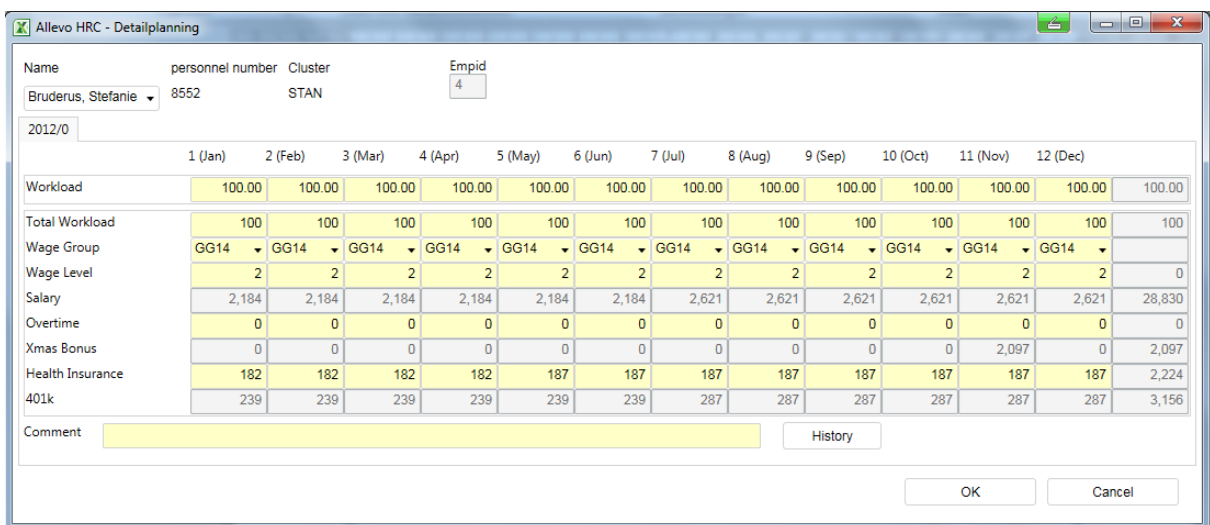 Allevo HRC - Detailplanning
Name personnel number Cluster Empid
Bruderus, Stefanie 8552 STAN 4
2012/0
1 (Jan) 2 (Feb) 3 (Mar) 4 (Apr) 5 (May) 6 (Jun) 7 (Jul) 8 (Aug) 9 (Sep) 10 (Oct) 11 (Nov) 12 (Dec)
Workload 100.00 100.00 100.00 100.00 100.00 100.00 100.00 100.00 100.00 100.00 100.00 100.00 100.00
Total Workload 100 100 100 100 100 100 100 100 100 100 100 100 100
Wage Group GG14 GG14 GG14 GG14 GG14 GG14 GG14 GG14 GG14 GG14 GG14 GG14
Wage Level 2 2 2 2 2 2 2 2 2 2 2 2 0
Salary 2,184 2,184 2,184 2,184 2,184 2,184 2,621 2,621 2,621 2,621 2,621 2,621 28,830
Overtime 0 0 0 0 0 0 0 0 0 0 0 0 0
Xmas Bonus 0 0 0 0 0 0 0 0 0 0 2,097 0 2,097
Health Insurance 182 182 182 182 187 187 187 187 187 187 187 187 2,224
401k 239 239 239 239 239 239 287 287 287 287 287 287 3,156
Comment History
OK Cancel